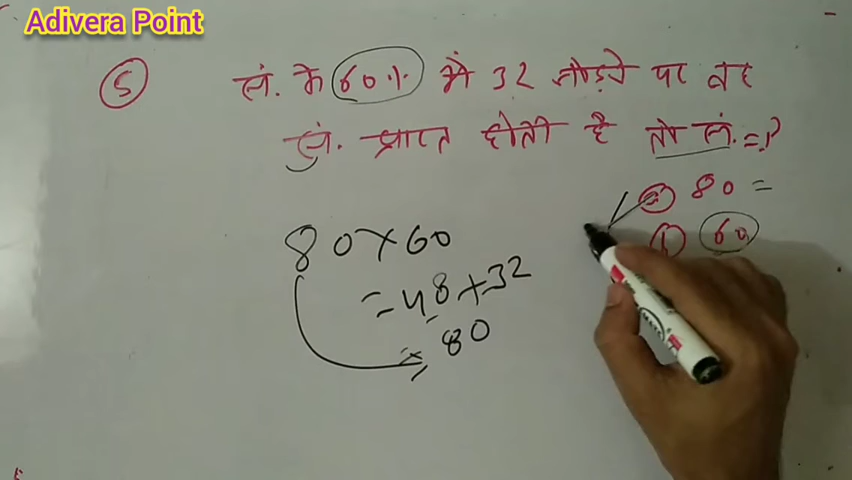 Adivera Point
5 सं. के 60% में 32 जोड़ने पर वह
सं. प्राप्त होती है तो सं. = ?
a 80 =
b 60
80 × 60
= 48 + 32
= 80